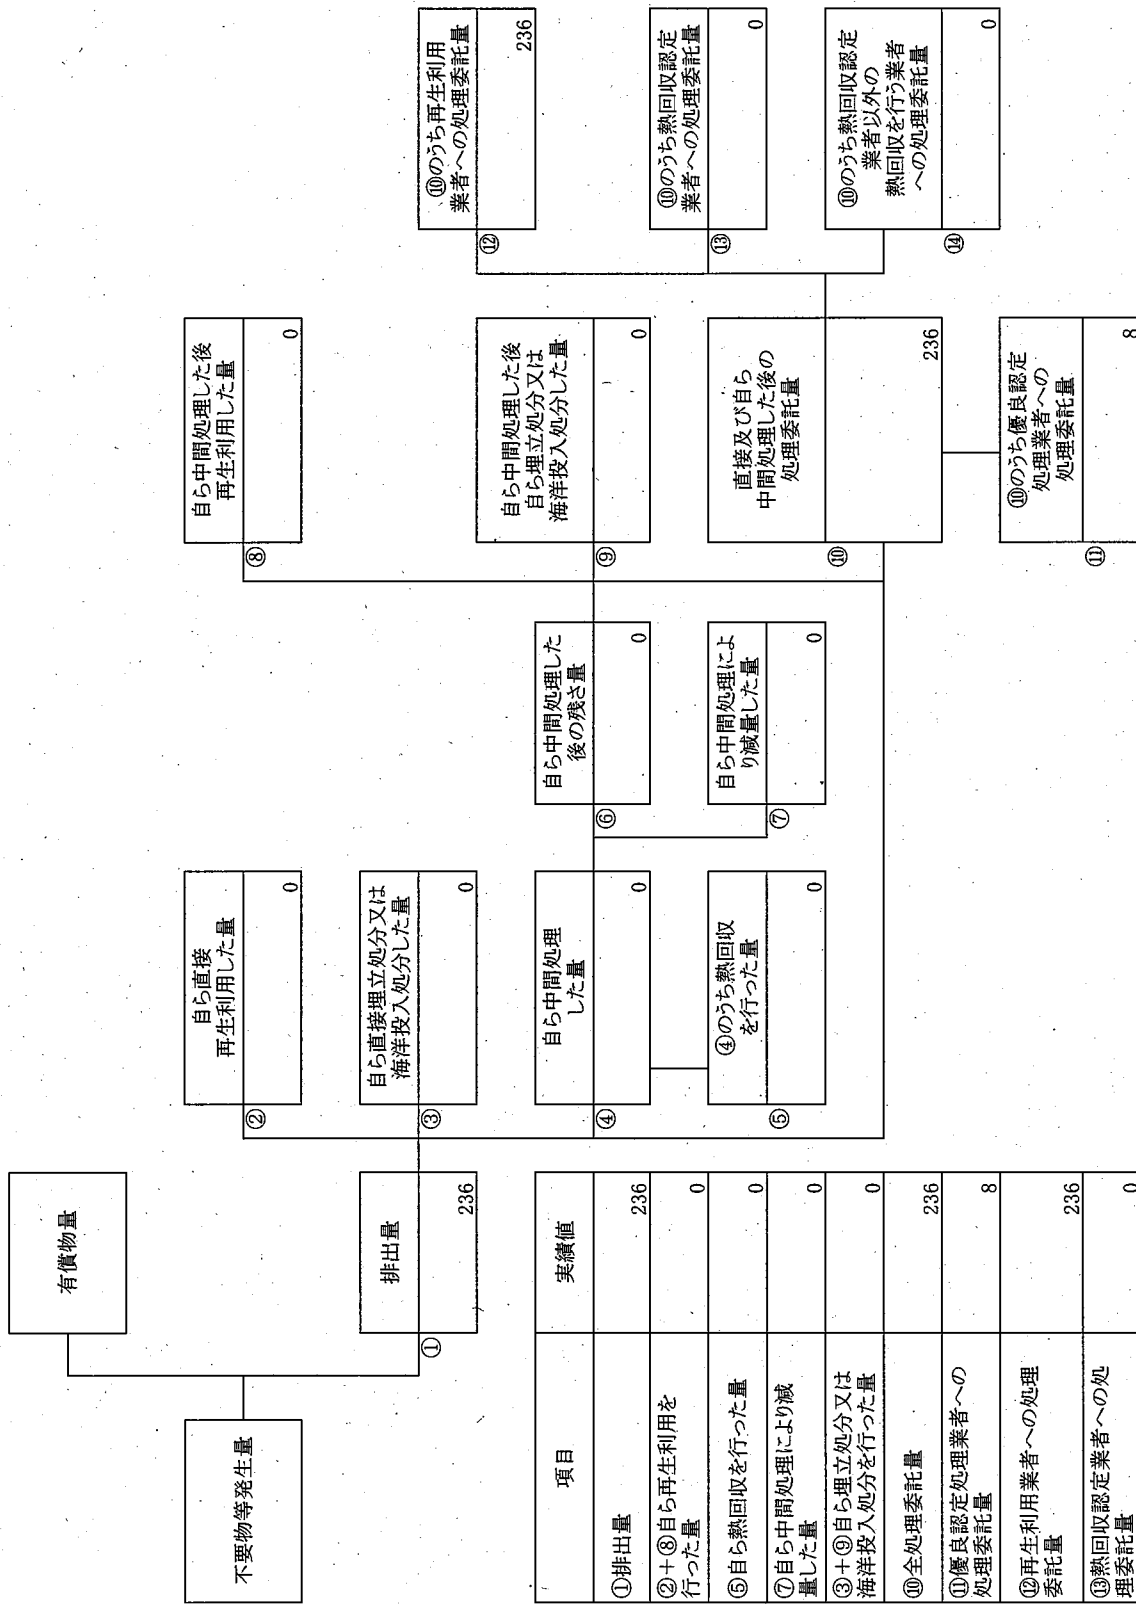 不要物等発生量
有償物量
①
排出量
236
②
自ら直接
再生利用した量
0
③
自ら直接埋立処分又は
海洋投入処分した量
0
④
自ら中間処理
した量
0
⑤
④のうち熱回収
を行った量
0
⑥
自ら中間処理した
後の残さ量
0
⑦
自ら中間処理によ
り減量した量
0
⑧
自ら中間処理した後
再生利用した量
0
⑨
自ら中間処理した後
自ら埋立処分又は
海洋投入処分した量
0
⑩
直接及び自ら
中間処理した後の
処理委託量
236
⑪
⑩のうち優良認定
処理業者への
処理委託量
8
⑫
⑩のうち再生利用
業者への処理委託量
236
⑬
⑩のうち熱回収認定
業者への処理委託量
0
⑭
⑩のうち熱回収認定
業者以外の
熱回収を行う業者
への処理委託量
0
項目 実績値
①排出量 236
②+⑧自ら再生利用を
行った量 0
⑤自ら熱回収を行った量 0
⑦自ら中間処理により減
量した量 0
③+⑨自ら埋立処分又は
海洋投入処分を行った量 0
⑩全処理委託量 236
⑪優良認定処理業者への
処理委託量 8
⑫再生利用業者への処理
委託量 236
⑬熱回収認定業者への処
理委託量 0